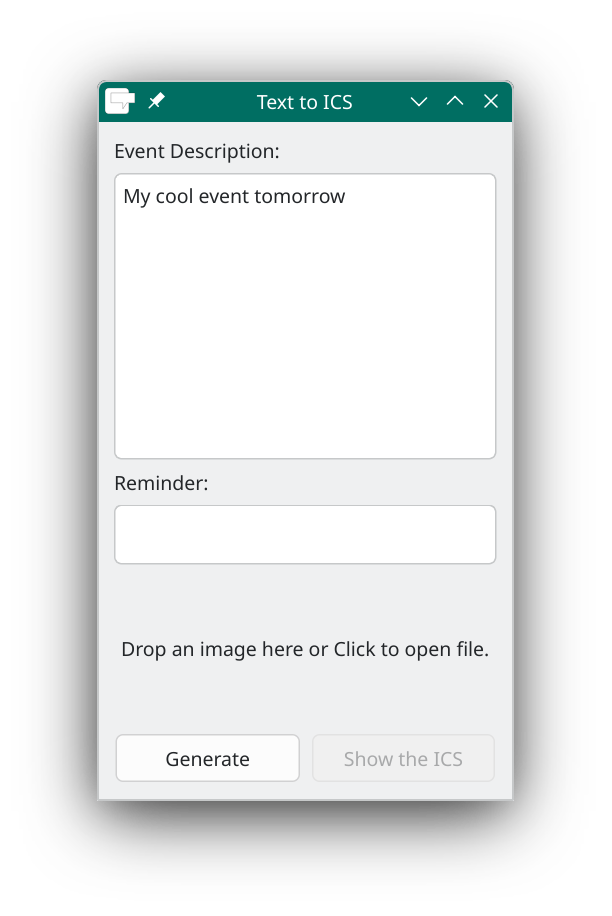 Text to ICS
Event Description:
My cool event tomorrow
Reminder:
Drop an image here or Click to open file.
Generate
Show the ICS